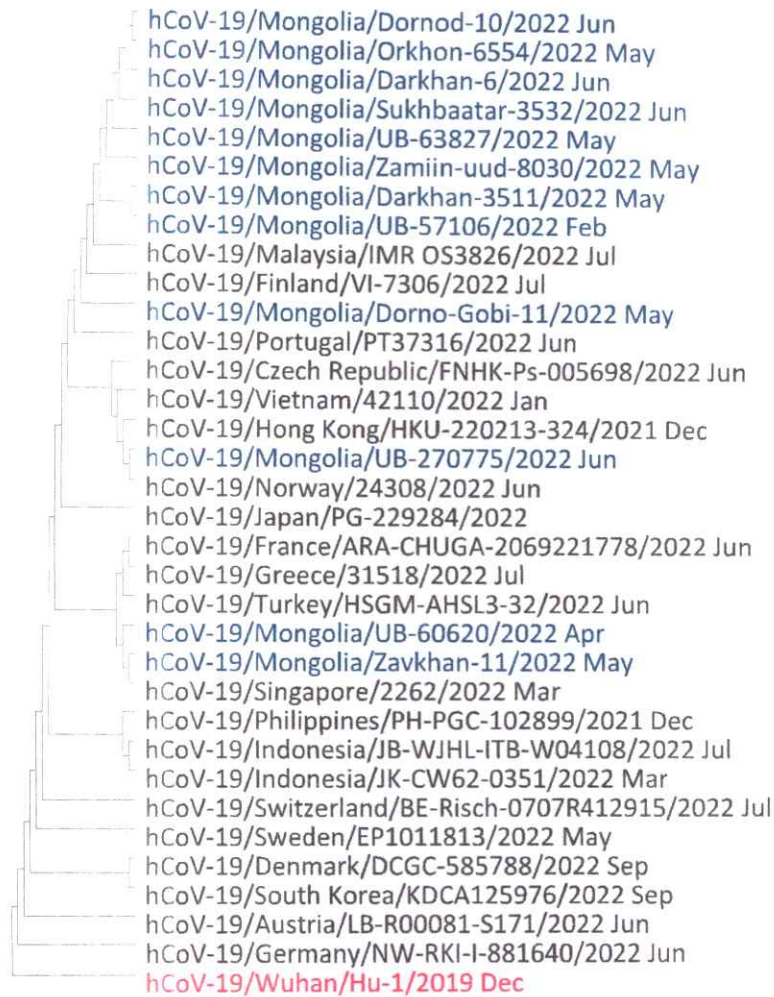 hCoV-19/Mongolia/Dornod-10/2022 Jun
hCoV-19/Mongolia/Orkhon-6554/2022 May
hCoV-19/Mongolia/Darkhan-6/2022 Jun
hCoV-19/Mongolia/Sukhbaatar-3532/2022 Jun
hCoV-19/Mongolia/UB-63827/2022 May
hCoV-19/Mongolia/Zamiin-uud-8030/2022 May
hCoV-19/Mongolia/Darkhan-3511/2022 May
hCoV-19/Mongolia/UB-57106/2022 Feb
hCoV-19/Malaysia/IMR OS3826/2022 Jul
hCoV-19/Finland/VI-7306/2022 Jul
hCoV-19/Mongolia/Dorno-Gobi-11/2022 May
hCoV-19/Portugal/PT37316/2022 Jun
hCoV-19/Czech Republic/FNHK-Ps-005698/2022 Jun
hCoV-19/Vietnam/42110/2022 Jan
hCoV-19/Hong Kong/HKU-220213-324/2021 Dec
hCoV-19/Mongolia/UB-270775/2022 Jun
hCoV-19/Norway/24308/2022 Jun
hCoV-19/Japan/PG-229284/2022
hCoV-19/France/ARA-CHUGA-2069221778/2022 Jun
hCoV-19/Greece/31518/2022 Jul
hCoV-19/Turkey/HSGM-AHSL3-32/2022 Jun
hCoV-19/Mongolia/UB-60620/2022 Apr
hCoV-19/Mongolia/Zavkhan-11/2022 May
hCoV-19/Singapore/2262/2022 Mar
hCoV-19/Philippines/PH-PGC-102899/2021 Dec
hCoV-19/Indonesia/JB-WJHL-ITB-W04108/2022 Jul
hCoV-19/Indonesia/JK-CW62-0351/2022 Mar
hCoV-19/Switzerland/BE-Risch-0707R412915/2022 Jul
hCoV-19/Sweden/EP1011813/2022 May
hCoV-19/Denmark/DCGC-585788/2022 Sep
hCoV-19/South Korea/KDCA125976/2022 Sep
hCoV-19/Austria/LB-R00081-S171/2022 Jun
hCoV-19/Germany/NW-RKI-I-881640/2022 Jun
hCoV-19/Wuhan/Hu-1/2019 Dec